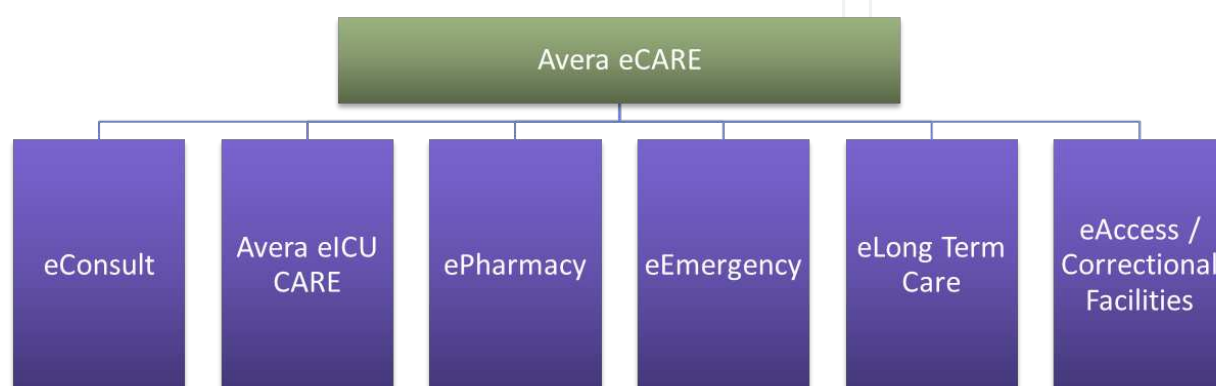 Avera eCARE
eConsult
Avera eICU
CARE
ePharmacy
eEmergency
eLong Term
Care
eAccess /
Correctional
Facilities